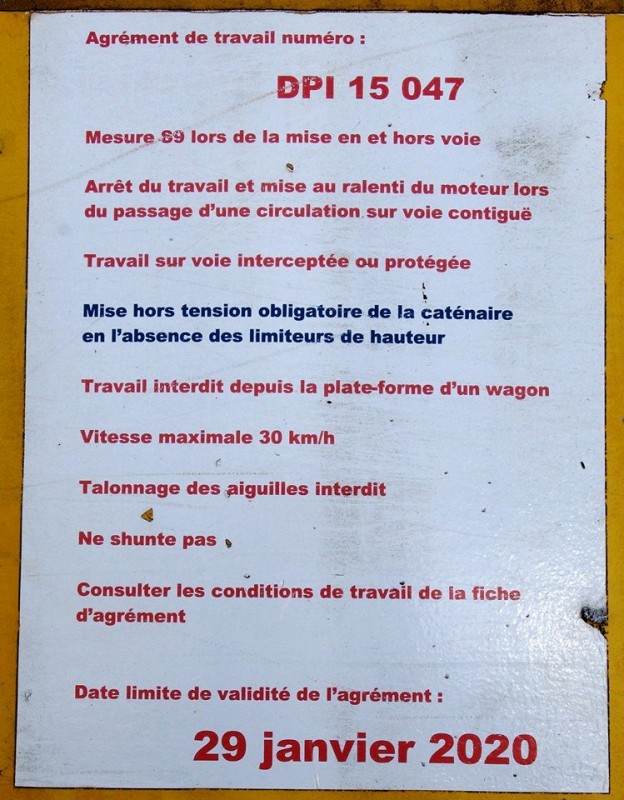 Agrément de travail numéro :
DPI 15 047
Mesure S9 lors de la mise en et hors voie
Arrêt du travail et mise au ralenti du moteur lors
du passage d'une circulation sur voie contiguë
Travail sur voie interceptée ou protégée
Mise hors tension obligatoire de la caténaire
en l'absence des limiteurs de hauteur
Travail interdit depuis la plate-forme d'un wagon
Vitesse maximale 30 km/h
Talonnage des aiguilles interdit
Ne shunte pas
Consulter les conditions de travail de la fiche
d'agrément
Date limite de validité de l'agrément :
29 janvier 2020